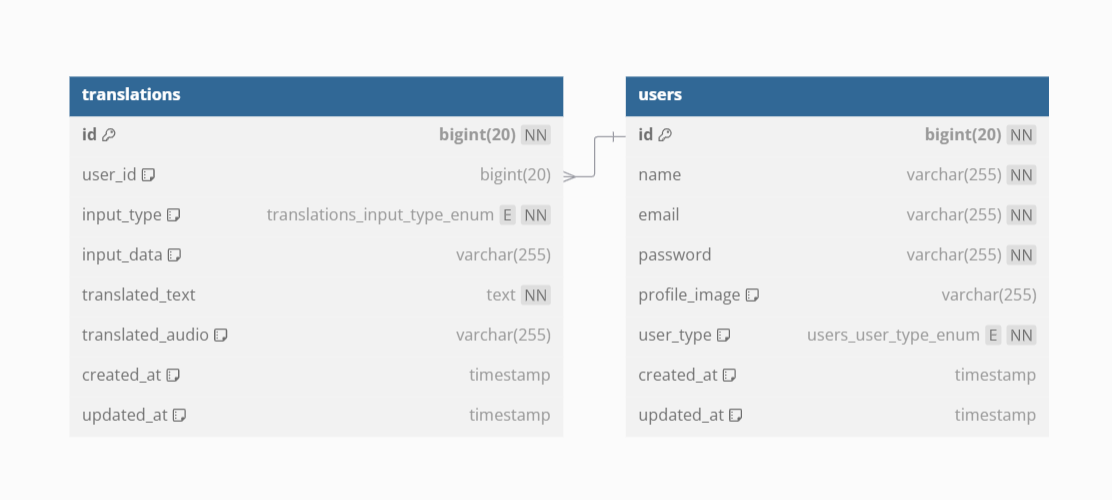 translations
id bigint(20) NN
user_id bigint(20)
input_type translations_input_type_enum E NN
input_data varchar(255)
translated_text text NN
translated_audio varchar(255)
created_at timestamp
updated_at timestamp
users
id bigint(20) NN
name varchar(255) NN
email varchar(255) NN
password varchar(255) NN
profile_image varchar(255)
user_type users_user_type_enum E NN
created_at timestamp
updated_at timestamp